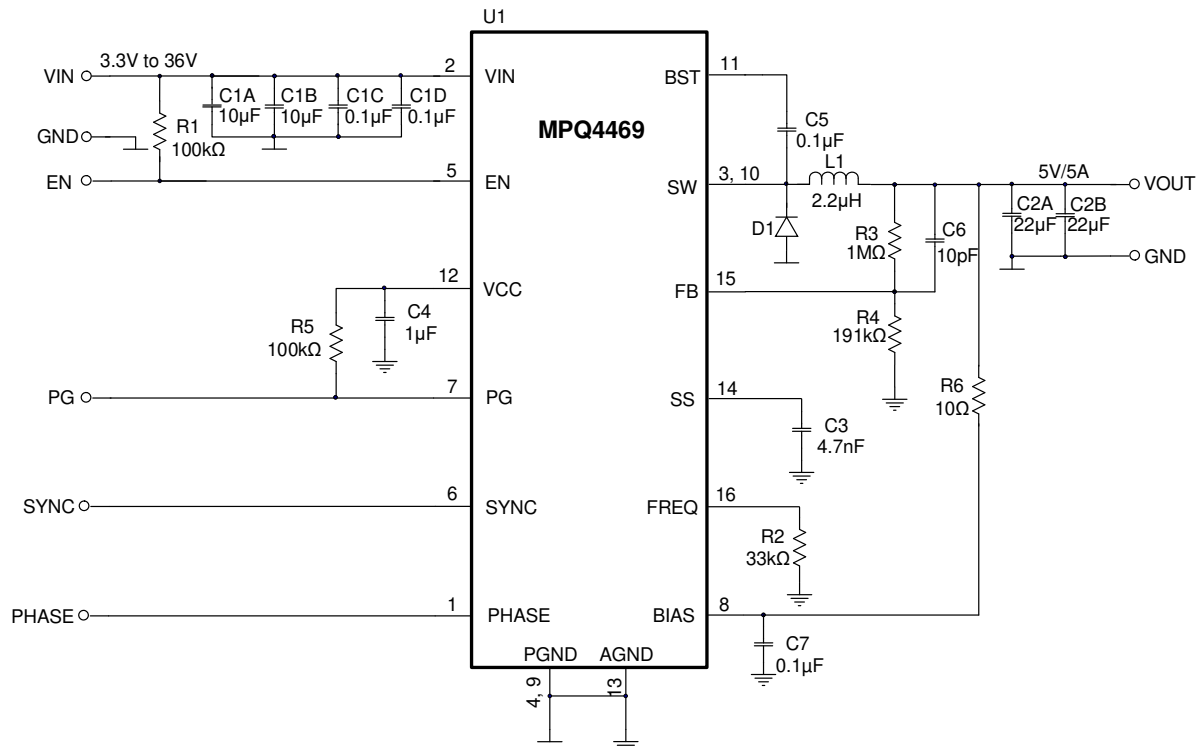 U1
MPQ4469
VIN
3.3V to 36V
2
VIN
C1A
10µF
C1B
10µF
C1C
0.1µF
C1D
0.1µF
GND
R1
100kΩ
EN
5
EN
12
VCC
R5
100kΩ
C4
1µF
PG
7
PG
SYNC
6
SYNC
PHASE
1
PHASE
BST
11
C5
0.1µF
SW
3, 10
L1
2.2µH
D1
5V/5A
VOUT
C2A
22µF
C2B
22µF
GND
R3
1MΩ
C6
10pF
FB
15
R4
191kΩ
SS
14
C3
4.7nF
R6
10Ω
FREQ
16
R2
33kΩ
BIAS
8
C7
0.1µF
PGND
AGND
4, 9
13